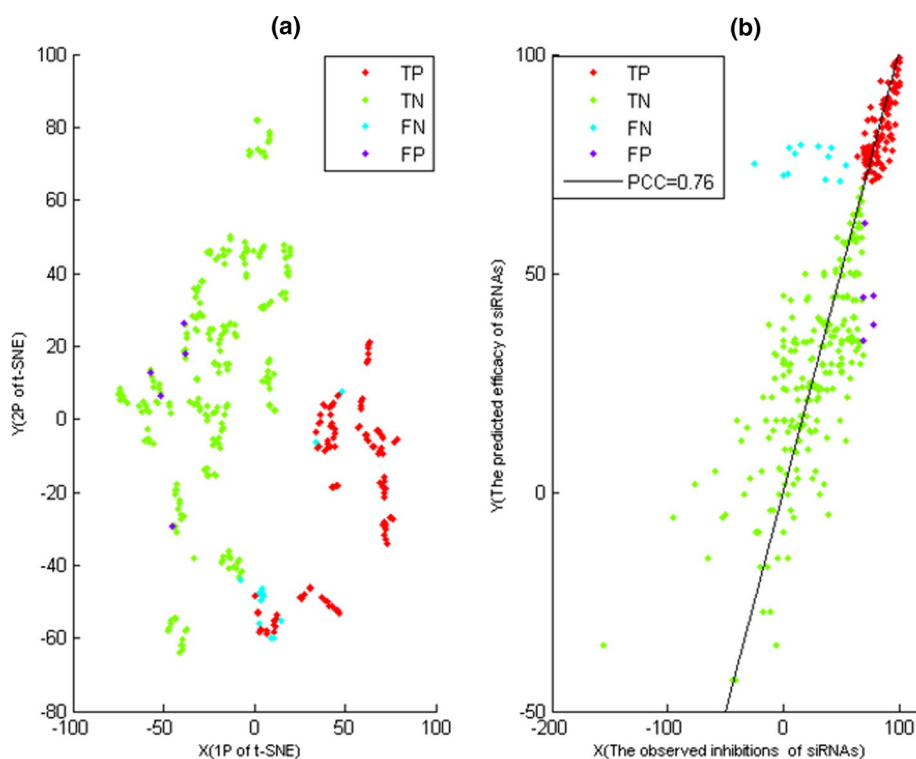 (a)
100
80
60
40
20
0
-20
-40
-60
-80
-100
-50
0
50
100
Y(2P of t-SNE)
X(1P of t-SNE)
TP
TN
FN
FP
(b)
100
50
0
-50
-200
-100
0
100
Y(The predicted efficacy of siRNAs)
X(The observed inhibitions of siRNAs)
TP
TN
FN
FP
PCC=0.76